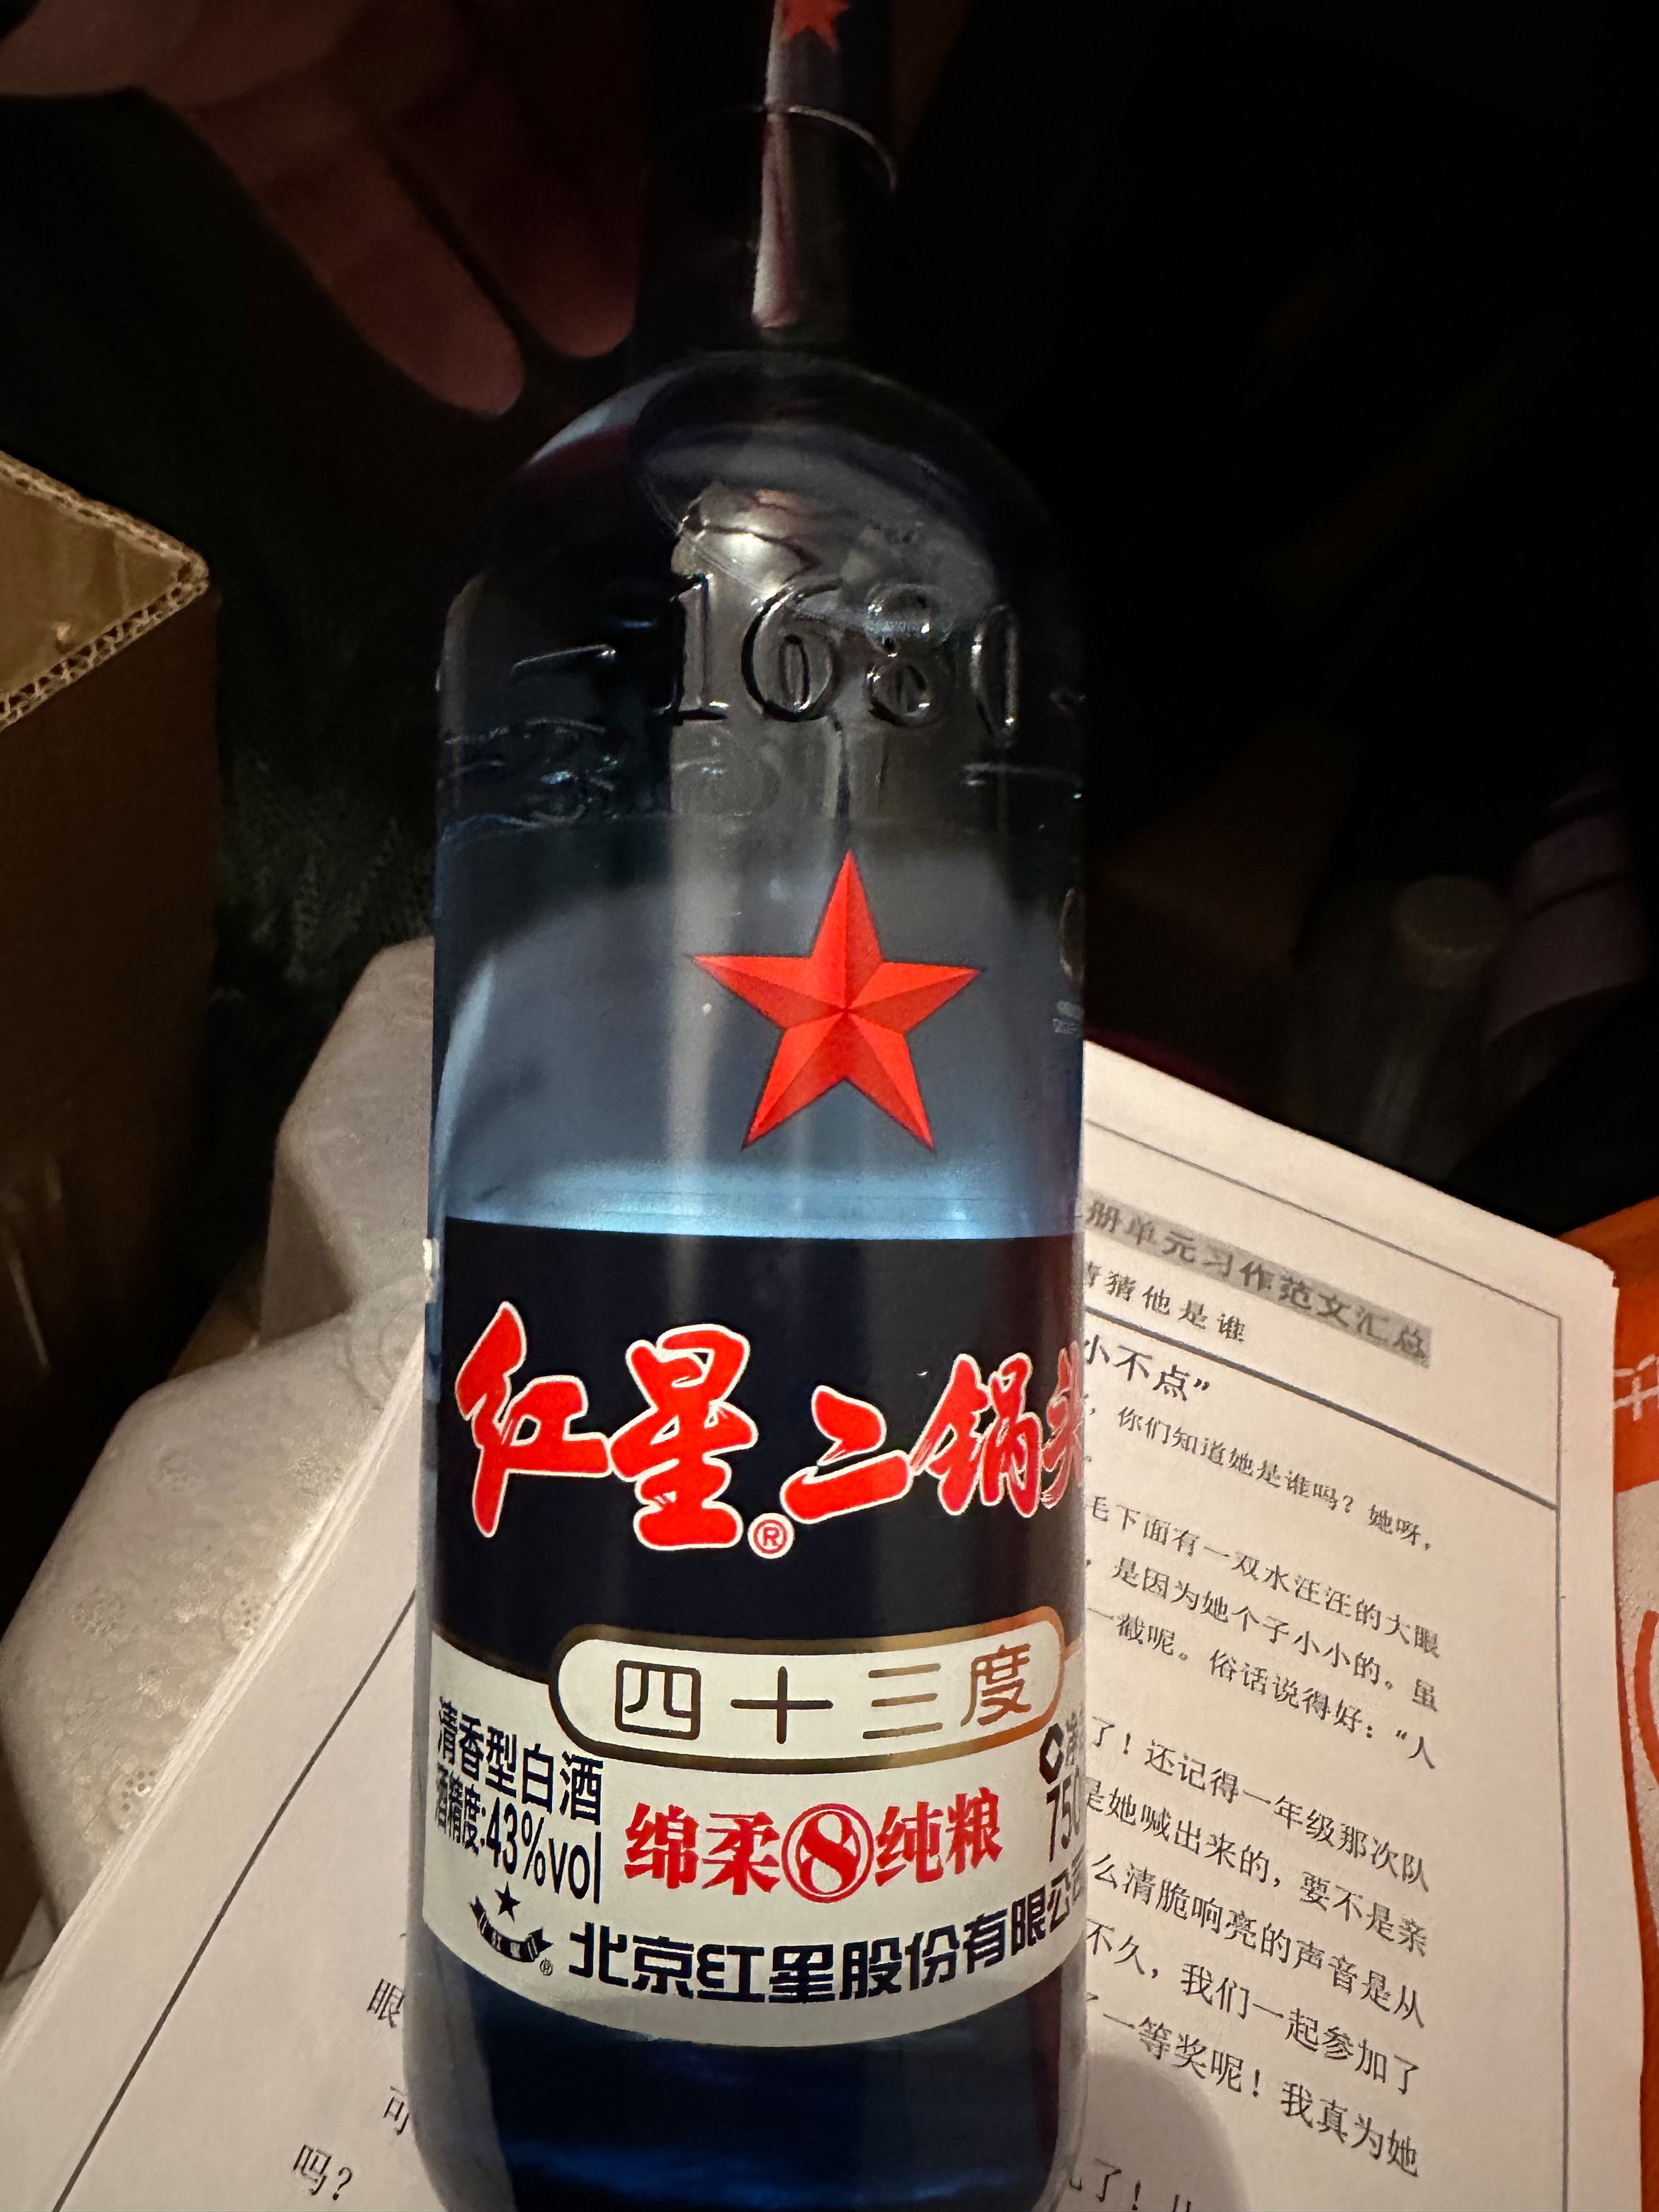 1680
红星二锅头
®
四十三度
清香型白酒
酒精度:43%vol
绵柔8纯粮
750
北京红星股份有限公司
®
册单元习作范文汇总
猜他是谁
小不点”
，你们知道她是谁吗？她呀，
毛下面有一双水汪汪的大眼
，是因为她个子小小的。虽
一截呢。俗话说得好：“人
了！还记得一年级那次队
是她喊出来的，要不是亲
么清脆响亮的声音是从
不久，我们一起参加了
一等奖呢！我真为她
了！
眼
可
吗？